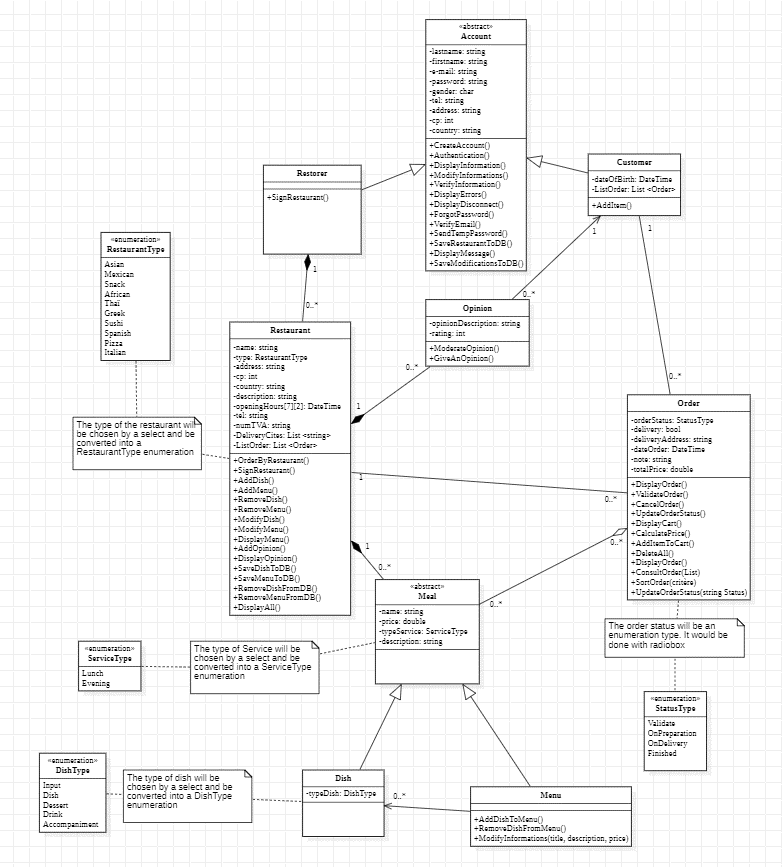 «abstract»
Account
-lastname: string
-firstname: string
-e-mail: string
-password: string
-gender: char
-tel: string
-address: string
-cp: int
-country: string
+CreateAccount()
+Authentication()
+DisplayInformation()
+ModifyInformations()
+VerifyInformation()
+DisplayErrors()
+DisplayDisconnect()
+ForgotPassword()
+VerifyEmail()
+SendTempPassword()
+SaveRestaurantToDB()
+DisplayMessage()
+SaveModificationsToDB()
Restorer
+SignRestaurant()
1
0..*
Customer
-dateOfBirth: DateTime
-ListOrder: List <Order>
+AddItem()
1
1
0..*
0..*
«enumeration»
RestaurantType
Asian
Mexican
Snack
African
Thaï
Greek
Sushi
Spanish
Pizza
Italian
The type of the restaurant will
be chosen by a select and be
converted into a
RestaurantType enumeration
Opinion
-opinionDescription: string
-rating: int
+ModerateOpinion()
+GiveAnOpinion()
0..*
1
Restaurant
-name: string
-type: RestaurantType
-address: string
-cp: int
-country: string
-description: string
-openingHours[7][2]: DateTime
-tel: string
-numTVA: string
-DeliveryCites: List <string>
-ListOrder: List <Order>
+OrderByRestaurant()
+SignRestaurant()
+AddDish()
+AddMenu()
+RemoveDish()
+RemoveMenu()
+ModifyDish()
+ModifyMenu()
+DisplayMenu()
+AddOpinion()
+DisplayOpinion()
+SaveDishToDB()
+SaveMenuToDB()
+RemoveDishFromDB()
+RemoveMenuFromDB()
+DisplayAll()
1
0..*
1
0..*
Order
-orderStatus: StatusType
-delivery: bool
-deliveryAddress: string
-dateOrder: DateTime
-note: string
-totalPrice: double
+DisplayOrder()
+ValidateOrder()
+CancelOrder()
+UpdateOrderStatus()
+DisplayCart()
+CalculatePrice()
+AddItemToCart()
+DeleteAll()
+DisplayOrder()
+ConsultOrder(List)
+SortOrder(critère)
+UpdateOrderStatus(string Status)
0..*
0..*
«abstract»
Meal
-name: string
-price: double
-typeService: ServiceType
-description: string
The order status will be an
enumeration type. It would be
done with radiobox
«enumeration»
ServiceType
Lunch
Evening
The type of Service will be
chosen by a select and be
converted into a ServiceType
enumeration
«enumeration»
StatusType
Validate
OnPreparation
OnDelivery
Finished
«enumeration»
DishType
Input
Dish
Dessert
Drink
Accompaniment
The type of dish will be
chosen by a select and be
converted into a DishType
enumeration
Dish
-typeDish: DishType
0..*
Menu
+AddDishToMenu()
+RemoveDishFromMenu()
+ModifyInformations(title, description, price)